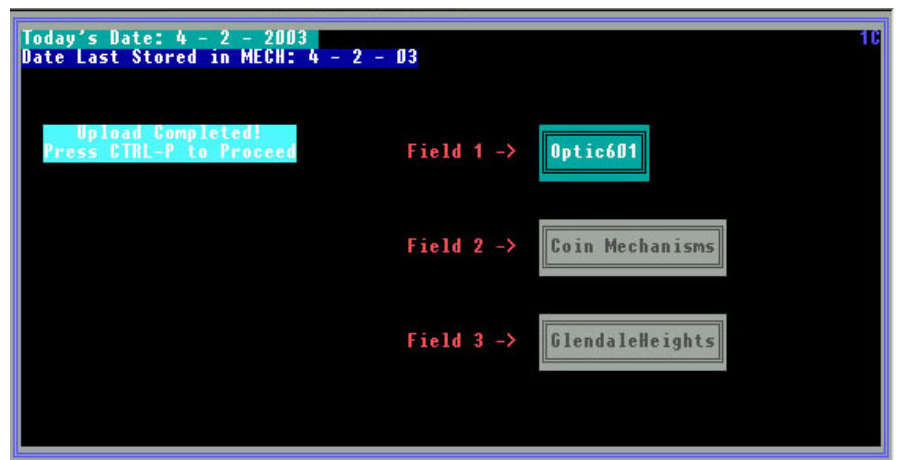 Today's Date: 4 - 2 - 2003
1C
Date Last Stored in MECH: 4 - 2 - 03
Upload Completed!
Press CTRL-P to Proceed
Field 1 -> Optic601
Field 2 -> Coin Mechanisms
Field 3 -> GlendaleHeights